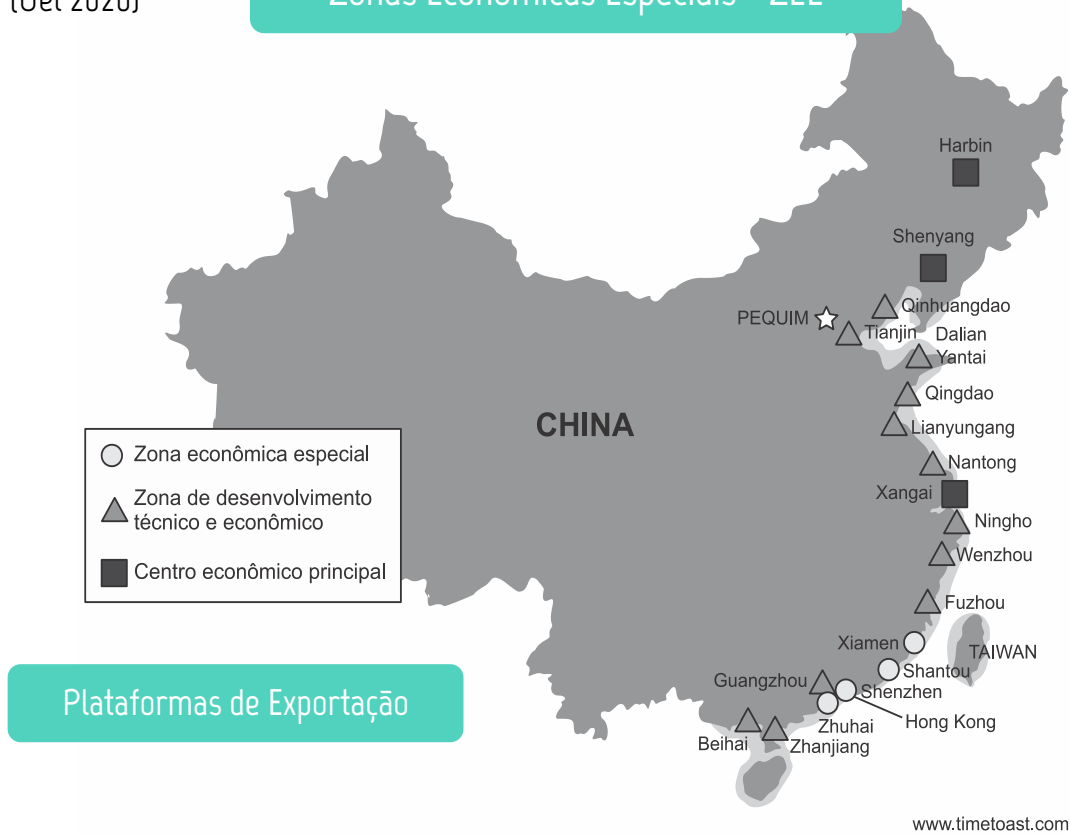 (Uel 2020)
Zonas Econômicas Especiais - ZEE
Harbin
Shenyang
Qinhuangdao
PEQUIM
Tianjin
Dalian
Yantai
Qingdao
CHINA
Lianyungang
Zona econômica especial
Nantong
Zona de desenvolvimento
técnico e econômico
Xangai
Ningho
Wenzhou
Centro econômico principal
Fuzhou
Xiamen
TAIWAN
Shantou
Guangzhou
Shenzhen
Plataformas de Exportação
Hong Kong
Zhuhai
Beihai
Zhanjiang
www.timetoast.com